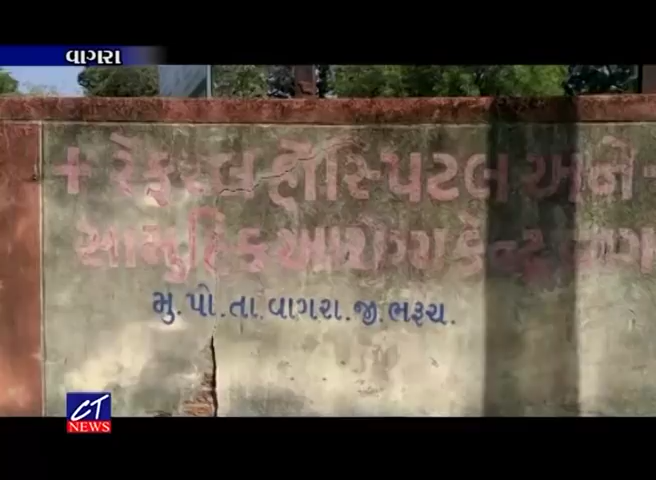 વાગરા
+ રેફરલ હોસ્પિટલ અને +
સામુહિક આરોગ્ય કેન્દ્ર વાગ
મુ.પો.તા.વાગરા.જી.ભરૂચ.
CT
NEWS